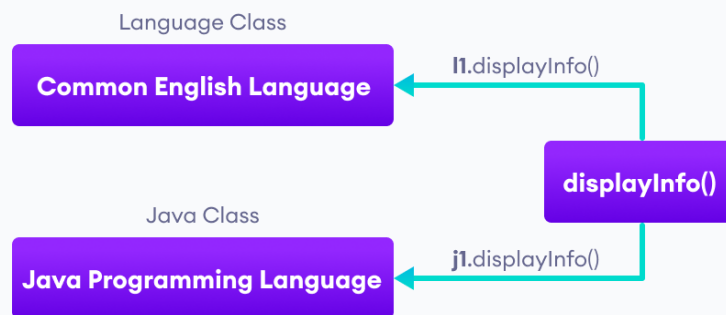 Language Class
Common English Language
l1.displayInfo()
displayInfo()
Java Class
Java Programming Language
j1.displayInfo()